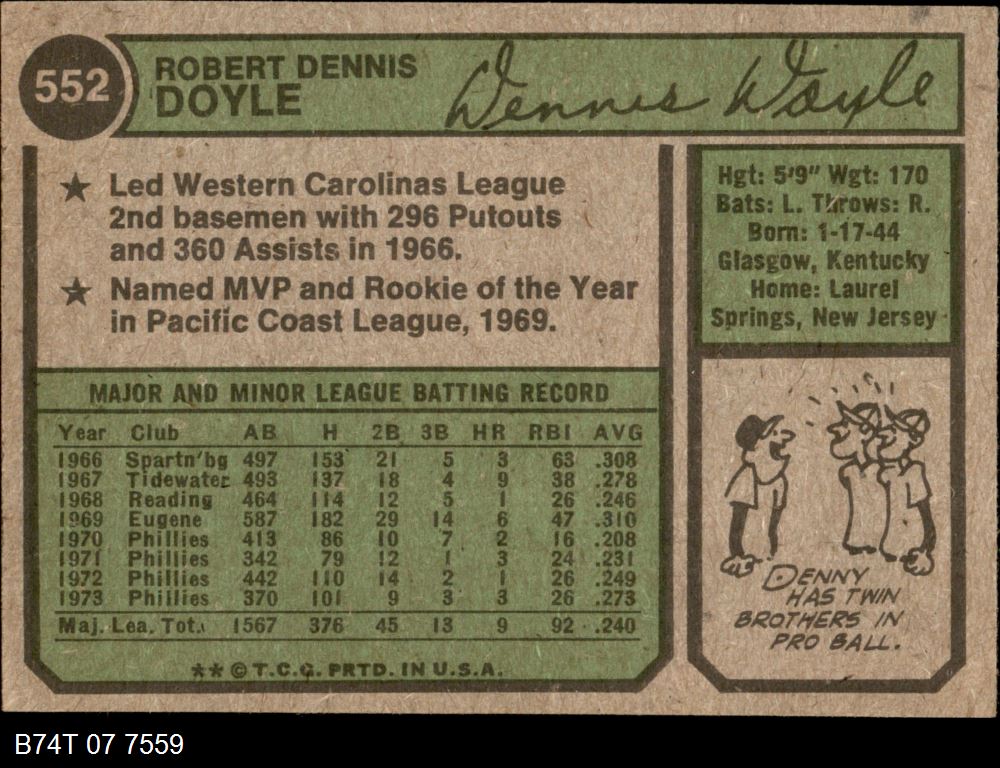 552
ROBERT DENNIS
DOYLE
Dennis Doyle
★ Led Western Carolinas League
2nd basemen with 296 Putouts
and 360 Assists in 1966.
★ Named MVP and Rookie of the Year
in Pacific Coast League, 1969.
Hgt: 5'9" Wgt: 170
Bats: L. Throws: R.
Born: 1-17-44
Glasgow, Kentucky
Home: Laurel
Springs, New Jersey
MAJOR AND MINOR LEAGUE BATTING RECORD
Year Club AB H 2B 3B HR RBI AVG
1966 Spartn'bg 497 153 21 5 3 63 .308
1967 Tidewater 493 137 18 4 9 38 .278
1968 Reading 464 114 12 5 1 26 .246
1969 Eugene 587 182 29 14 6 47 .310
1970 Phillies 413 86 10 7 2 16 .208
1971 Phillies 342 79 12 1 3 24 .231
1972 Phillies 442 110 14 2 1 26 .249
1973 Phillies 370 101 9 3 3 26 .273
Maj. Lea. Tot. 1567 376 45 13 9 92 .240
**©T.C.G. PRTD. IN U.S.A.
DENNY
HAS TWIN
BROTHERS IN
PRO BALL.
B74T 07 7559